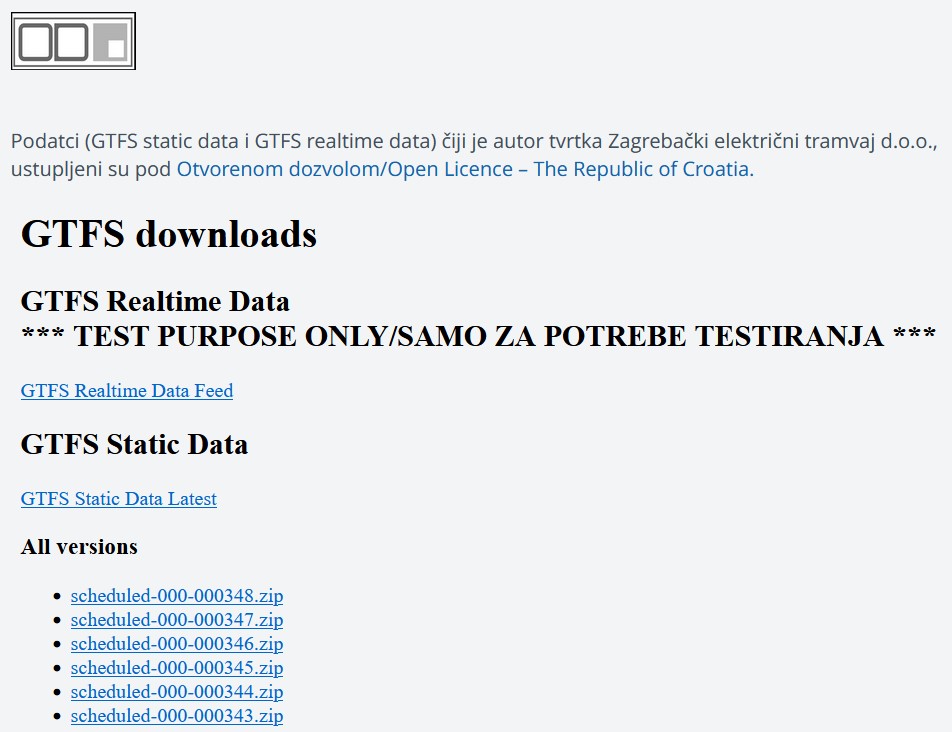 Podatci (GTFS static data i GTFS realtime data) čiji je autor tvrtka Zagrebački električni tramvaj d.o.o.,
ustupljeni su pod Otvorenom dozvolom/Open Licence – The Republic of Croatia.
GTFS downloads
GTFS Realtime Data
*** TEST PURPOSE ONLY/SAMO ZA POTREBE TESTIRANJA ***
GTFS Realtime Data Feed
GTFS Static Data
GTFS Static Data Latest
All versions
scheduled-000-000348.zip
scheduled-000-000347.zip
scheduled-000-000346.zip
scheduled-000-000345.zip
scheduled-000-000344.zip
scheduled-000-000343.zip